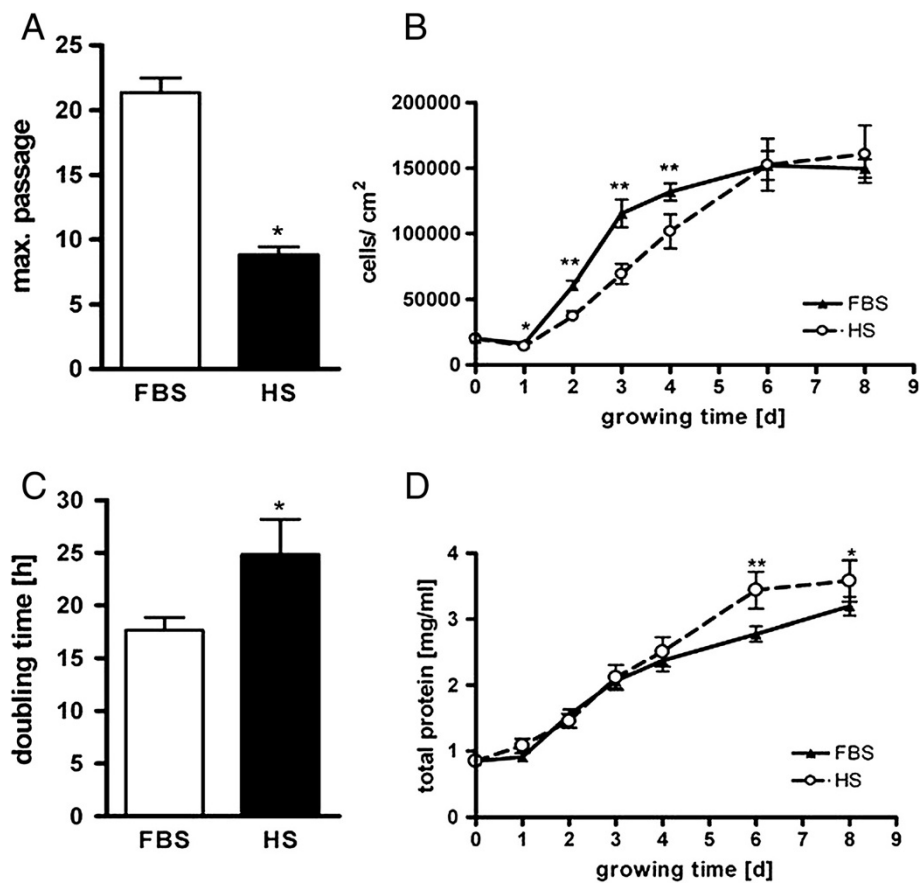 A
25
20
15
10
5
0
max. passage
*
FBS HS
B
200000
150000
100000
50000
0
cells/ cm²
* ** ** **
FBS
HS
0 1 2 3 4 5 6 7 8 9
growing time [d]
C
30
25
20
15
10
5
0
doubling time [h]
*
FBS HS
D
4
3
2
1
0
total protein [mg/ml]
** *
FBS
HS
0 1 2 3 4 5 6 7 8 9
growing time [d]